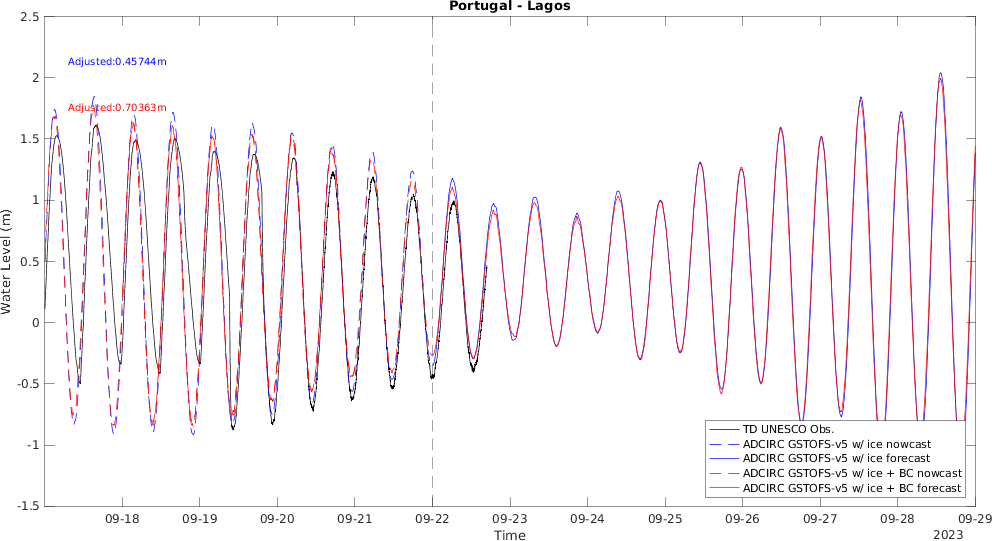 Portugal - Lagos
2.5
2
1.5
1
0.5
0
-0.5
-1
-1.5
Water Level (m)
Adjusted:0.45744m
Adjusted:0.70363m
TD UNESCO Obs.
ADCIRC GSTOFS-v5 w/ ice nowcast
ADCIRC GSTOFS-v5 w/ ice forecast
ADCIRC GSTOFS-v5 w/ ice + BC nowcast
ADCIRC GSTOFS-v5 w/ ice + BC forecast
09-18 09-19 09-20 09-21 09-22 09-23 09-24 09-25 09-26 09-27 09-28 09-29
Time
2023